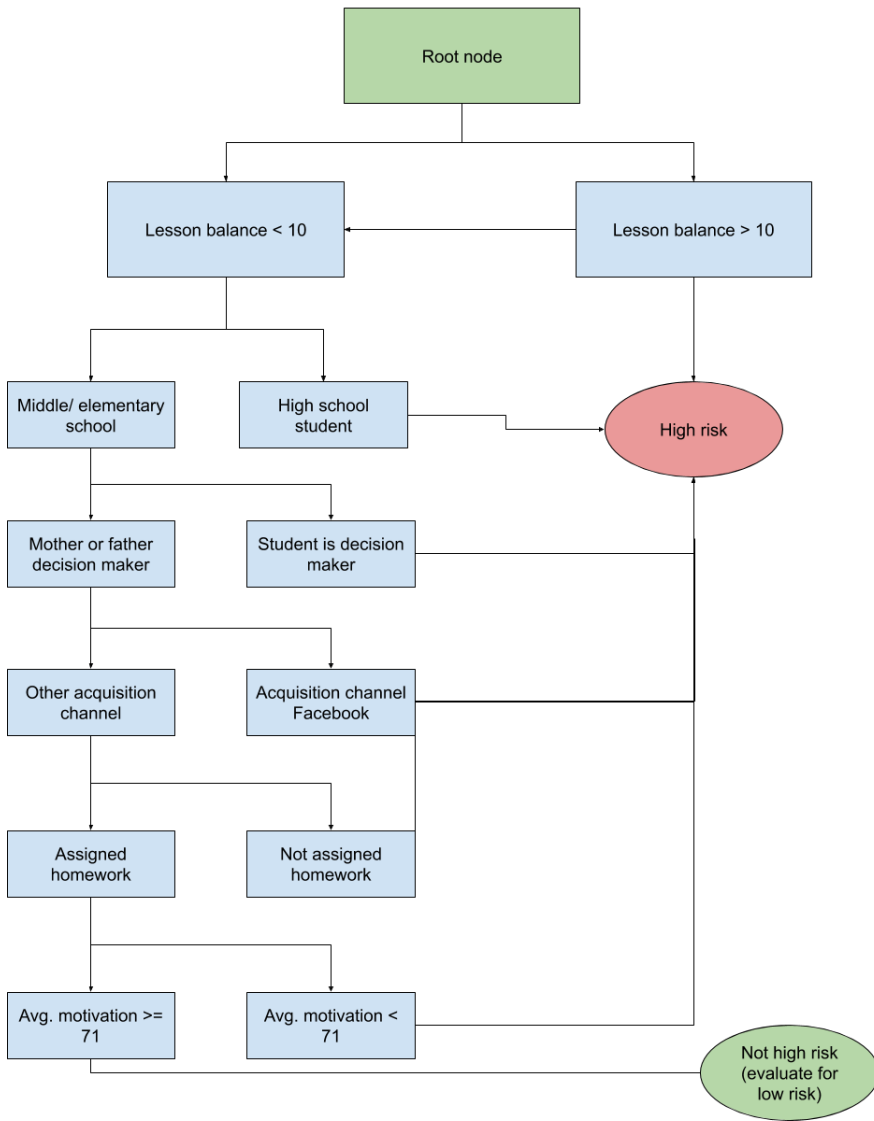 Root node
Lesson balance < 10
Lesson balance > 10
Middle/ elementary
school
High school
student
High risk
Mother or father
decision maker
Student is decision
maker
Other acquisition
channel
Acquisition channel
Facebook
Assigned
homework
Not assigned
homework
Avg. motivation >=
71
Avg. motivation <
71
Not high risk
(evaluate for
low risk)